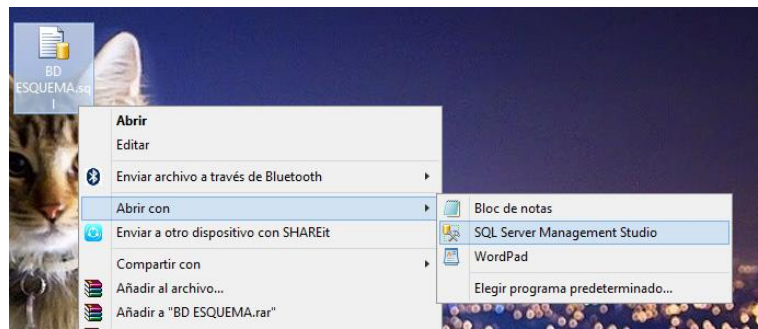 BD
ESQUEMA.sq
l
Abrir
Editar
Enviar archivo a través de Bluetooth
Abrir con
Enviar a otro dispositivo con SHAREit
Compartir con
Añadir al archivo...
Añadir a "BD ESQUEMA.rar"
Bloc de notas
SQL Server Management Studio
WordPad
Elegir programa predeterminado...